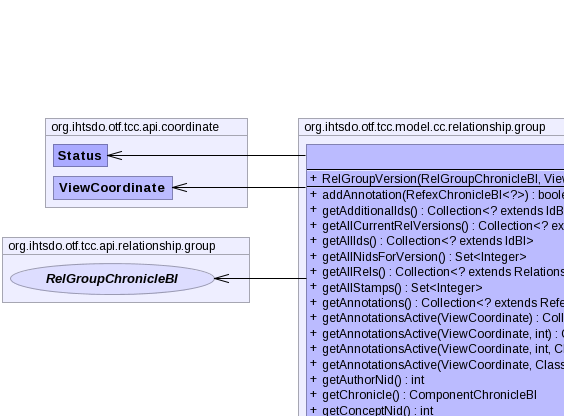 org.ihtsdo.otf.tcc.api.coordinate
Status
ViewCoordinate
org.ihtsdo.otf.tcc.api.relationship.group
RelGroupChronicleBI
org.ihtsdo.otf.tcc.model.cc.relationship.group
+ RelGroupVersion(RelGroupChronicleBI, View
+ addAnnotation(RefexChronicleBI<?>) : boole
+ getAdditionalIds() : Collection<? extends IdBI
+ getAllCurrentRelVersions() : Collection<? ex
+ getAllIds() : Collection<? extends IdBI>
+ getAllNidsForVersion() : Set<Integer>
+ getAllRels() : Collection<? extends Relations
+ getAllStamps() : Set<Integer>
+ getAnnotations() : Collection<? extends Refe
+ getAnnotationsActive(ViewCoordinate) : Coll
+ getAnnotationsActive(ViewCoordinate, int) : C
+ getAnnotationsActive(ViewCoordinate, int, Cl
+ getAnnotationsActive(ViewCoordinate, Class
+ getAuthorNid() : int
+ getChronicle() : ComponentChronicleBI
+ getConceptNid() : int